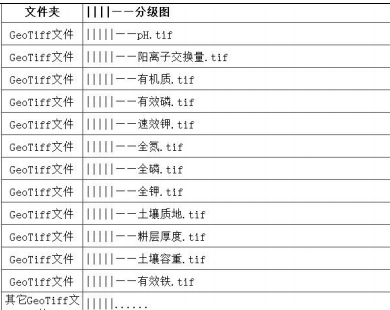 文件夹 ||||——分级图
GeoTiff文件 |||||——pH.tif
GeoTiff文件 |||||——阳离子交换量.tif
GeoTiff文件 |||||——有机质.tif
GeoTiff文件 |||||——有效磷.tif
GeoTiff文件 |||||——速效钾.tif
GeoTiff文件 |||||——全氮.tif
GeoTiff文件 |||||——全磷.tif
GeoTiff文件 |||||——全钾.tif
GeoTiff文件 |||||——土壤质地.tif
GeoTiff文件 |||||——耕层厚度.tif
GeoTiff文件 |||||——土壤容重.tif
GeoTiff文件 |||||——有效铁.tif
其它GeoTiff文 |||||......